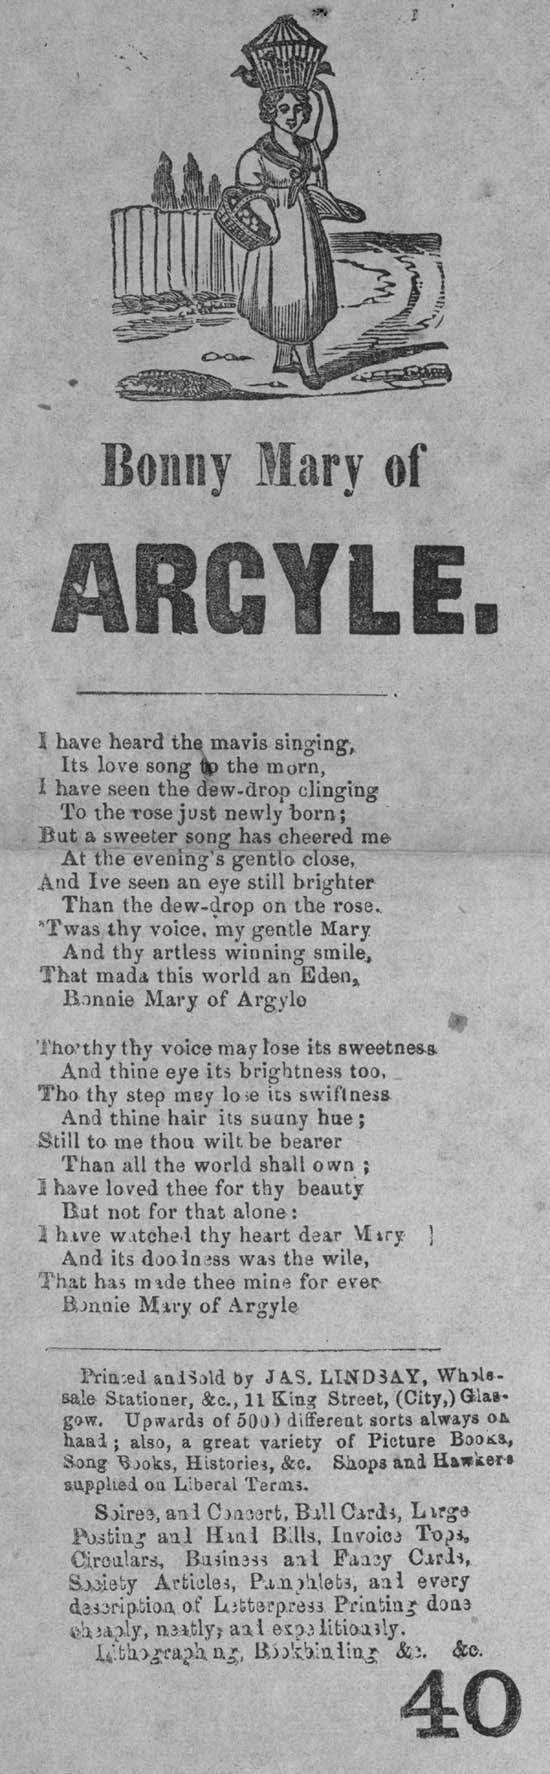 Bonny Mary of
ARGYLE.
I have heard the mavis singing,
Its love song to the morn,
I have seen the dew-drop clinging
To the rose just newly born;
But a sweeter song has cheered me
At the evening's gentlo close,
And Ive seen an eye still brighter
Than the dew-drop on the rose.
'Twas thy voice, my gentle Mary
And thy artless winning smile,
That mada this world an Eden,
Bonnie Mary of Argylo
Tho'thy thy voice may lose its sweetness
And thine eye its brightness too,
Tho thy step mey lose its swiftness
And thine hair its suuny hue;
Still to me thou wilt be bearer
Than all the world shall own ;
I have loved thee for thy beauty
But not for that alone:
I have watched thy heart dear Mary
And its doodness was the wile,
That has made thee mine for ever
Bonnie Mary of Argyle
Printed and Sold by JAS. LINDSAY, Whole-
sale Stationer, &c., 11 King Street, (City,) Glas-
gow. Upwards of 5000 different sorts always on
hand; also, a great variety of Picture Books,
Song Books, Histories, &c. Shops and Hawkers
supplied on Liberal Terms.
Soiree, and Concert, Ball Cards, Large
Posting and Hand Bills, Invoice Tops,
Circulars, Business and Fancy Cards,
Society Articles, Pamphlets, and every
description of Letterpress Printing done
cheaply, neatly, and expeditiously.
Lithographing, Bookbinding &c. &c.
40